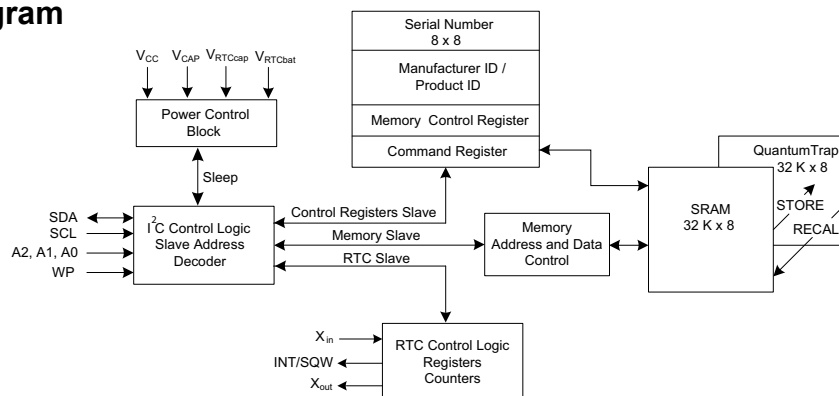 Serial Number
8 x 8
Manufacturer ID /
Product ID
Memory Control Register
Command Register
VCC
VCAP
VRTCcap
VRTCbat
Power Control
Block
Sleep
SDA
SCL
A2, A1, A0
WP
I2C Control Logic
Slave Address
Decoder
Control Registers Slave
Memory Slave
RTC Slave
Memory
Address and Data
Control
QuantumTrap
32 K x 8
SRAM
32 K x 8
STORE
Xin
INT/SQW
Xout
RTC Control Logic
Registers
Counters